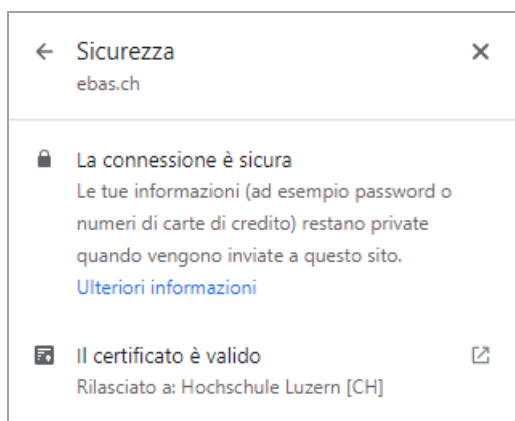 Sicurezza
ebas.ch
La connessione è sicura
Le tue informazioni (ad esempio password o
numeri di carte di credito) restano private
quando vengono inviate a questo sito.
Ulteriori informazioni
Il certificato è valido
Rilasciato a: Hochschule Luzern [CH]